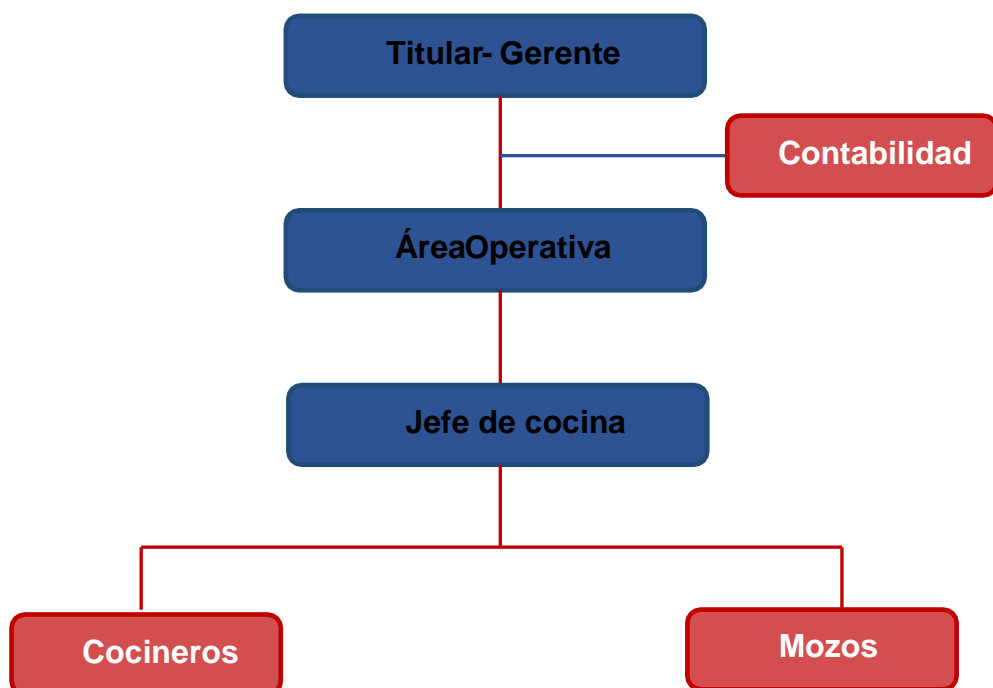 Titular- Gerente
Contabilidad
ÁreaOperativa
Jefe de cocina
Cocineros
Mozos